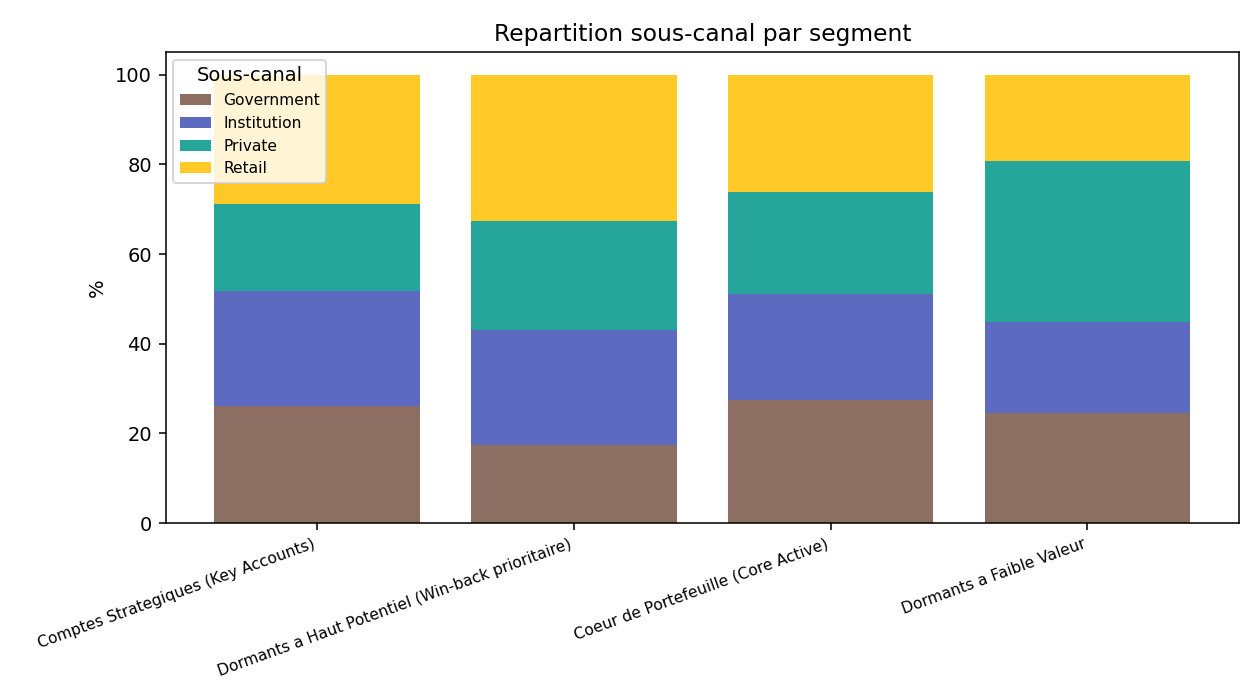 Repartition sous-canal par segment
Sous-canal
Government
Institution
Private
Retail
%
100
80
60
40
20
0
Comptes Strategiques (Key Accounts)
Dormants a Haut Potentiel (Win-back prioritaire)
Coeur de Portefeuille (Core Active)
Dormants a Faible Valeur